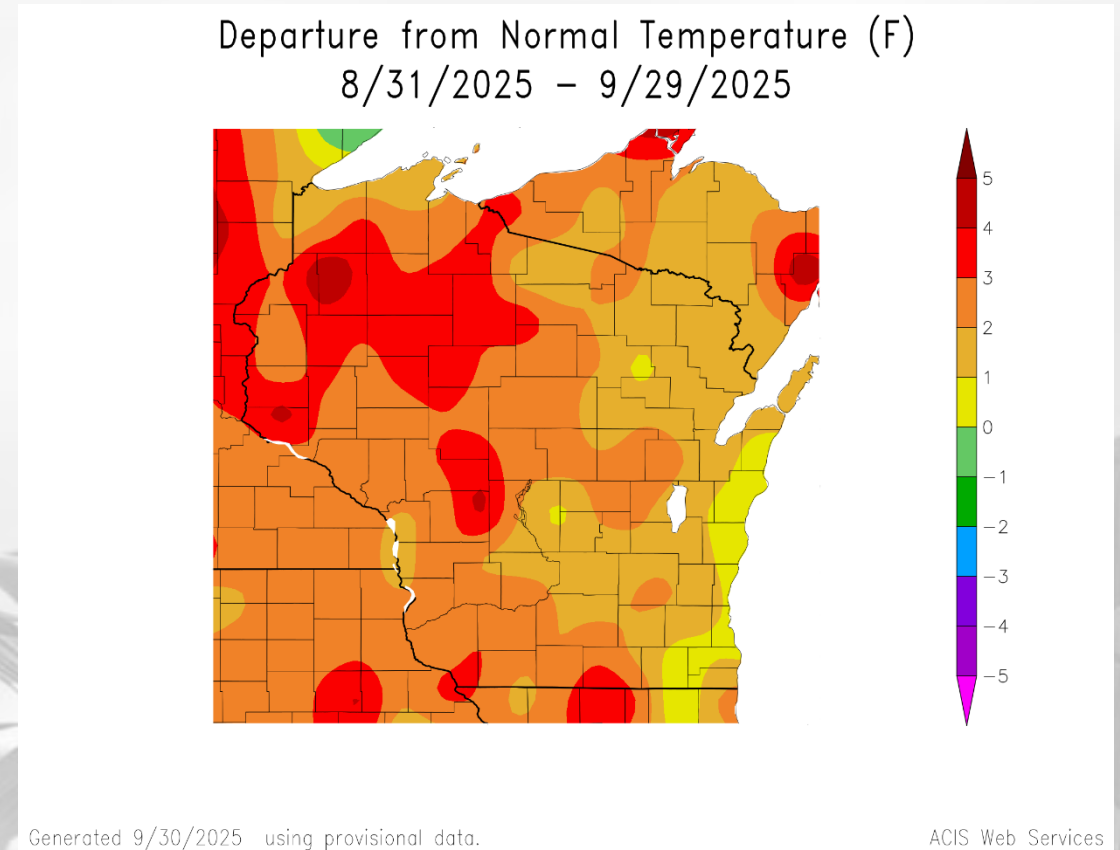 Departure from Normal Temperature (F)
8/31/2025 – 9/29/2025
5
4
3
2
1
0
−1
−2
−3
−4
−5
Generated 9/30/2025 using provisional data.
ACIS Web Services